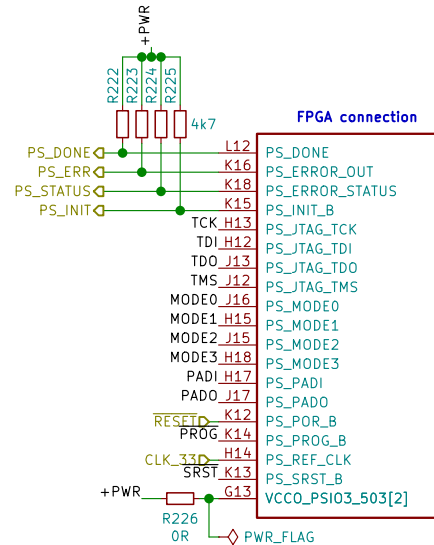 +PWR
R222
R223
R224
R225
4k7
FPGA connection
PS_DONE L12 PS_DONE
PS_ERR K16 PS_ERROR_OUT
PS_STATUS K18 PS_ERROR_STATUS
PS_INIT K15 PS_INIT_B
TCK H13 PS_JTAG_TCK
TDI H12 PS_JTAG_TDI
TDO J13 PS_JTAG_TDO
TMS J12 PS_JTAG_TMS
MODE0 J16 PS_MODE0
MODE1 H15 PS_MODE1
MODE2 J15 PS_MODE2
MODE3 H18 PS_MODE3
PADI H17 PS_PADI
PADO J17 PS_PADO
RESET K12 PS_POR_B
PROG K14 PS_PROG_B
CLK_33 H14 PS_REF_CLK
SRST K13 PS_SRST_B
+PWR G13 VCCO_PSIO3_503[2]
R226
0R
PWR_FLAG